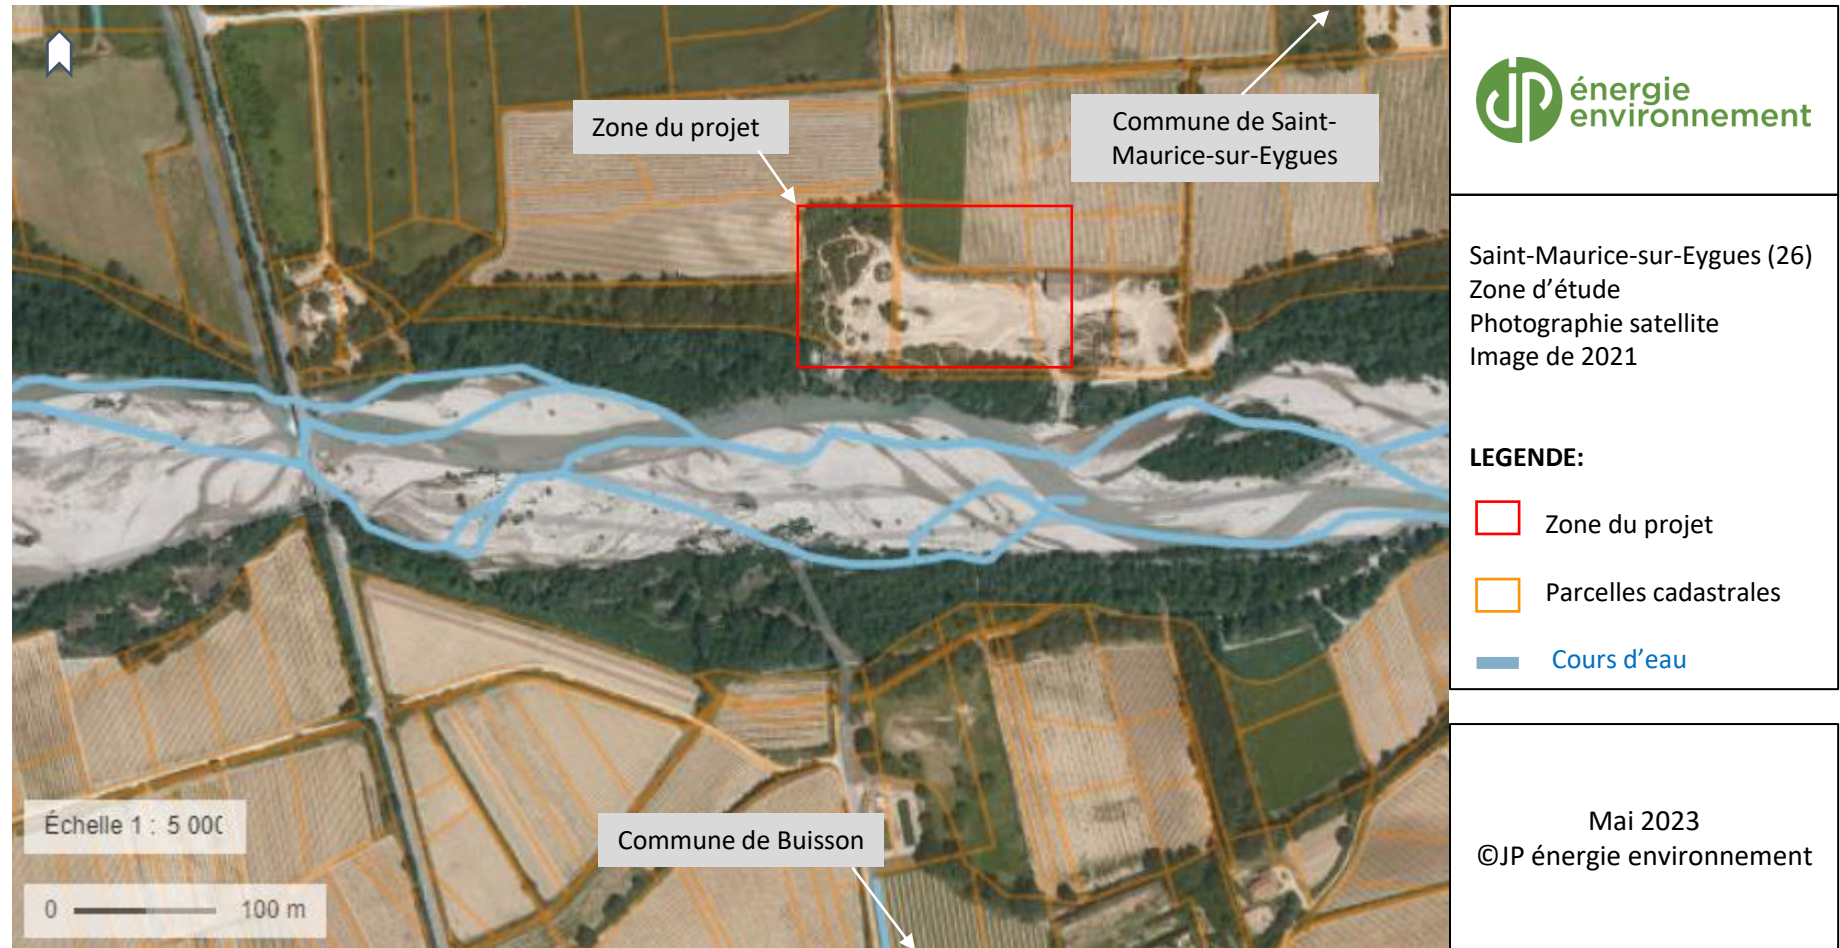 Zone du projet
Commune de Saint-
Maurice-sur-Eygues
Commune de Buisson
Échelle 1 : 5 000
0 100 m
JP énergie
environnement
Saint-Maurice-sur-Eygues (26)
Zone d’étude
Photographie satellite
Image de 2021
LEGENDE:
Zone du projet
Parcelles cadastrales
Cours d’eau
Mai 2023
©JP énergie environnement